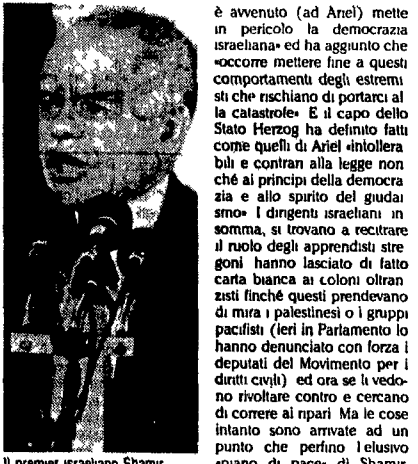 è avvenuto (ad Ariel) mette
in pericolo la democrazia
israeliana» ed ha aggiunto che
«occorre mettere fine a questi
comportamenti degli estremi
sti che rischiano di portarci al
la catastrofe» E il capo dello
Stato Herzog ha definito fatti
come quelli di Ariel «intollera
bili e contrari alla legge non
ché ai principi della democra
zia e allo spirito del giudai
smo» I dirigenti israeliani in
somma, si trovano a recitare
il ruolo degli apprendisti stre
goni hanno lasciato di fatto
carta bianca ai coloni oltran
zisti finché questi prendevano
di mira i palestinesi o i gruppi
pacifisti (ieri in Parlamento lo
hanno denunciato con forza i
deputati del Movimento per i
diritti civili) ed ora se li vedo-
no rivoltare contro e cercano
di correre ai ripari Ma le cose
intanto sono arrivate ad un
punto che perfino l elusivo
«piano di pace» di Shamir
Il premier israeliano Shamir